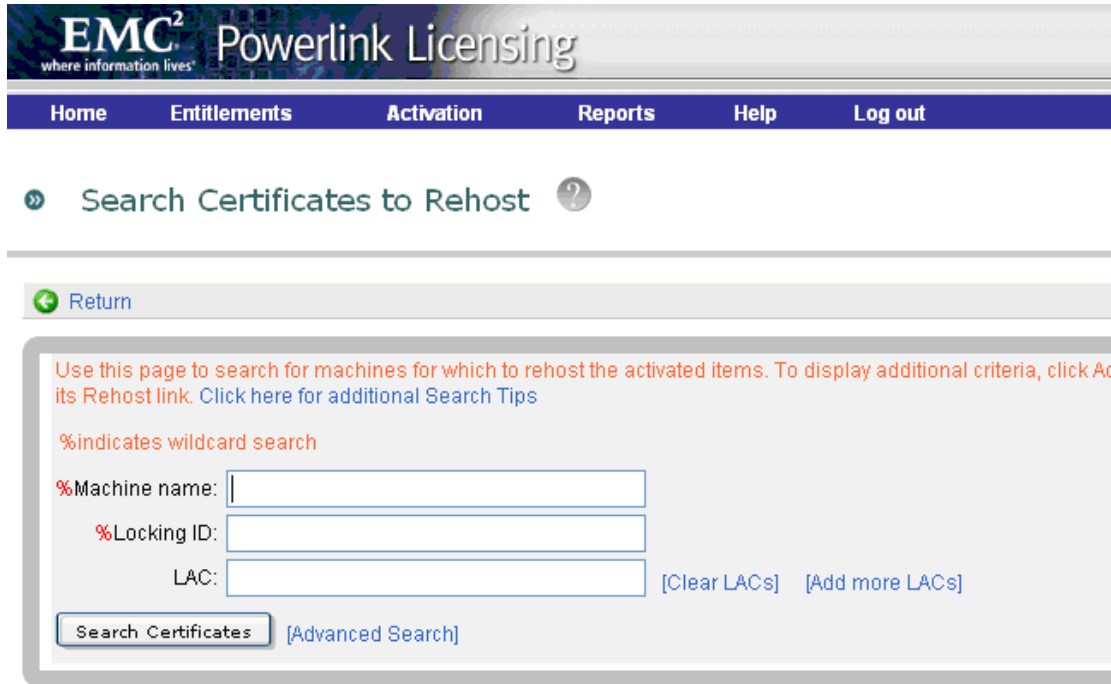 EMC² Powerlink Licensing
where information lives®
Home Entitlements Activation Reports Help Log out
Search Certificates to Rehost ?
Return
Use this page to search for machines for which to rehost the activated items. To display additional criteria, click Ad
its Rehost link. Click here for additional Search Tips
%indicates wildcard search
%Machine name:
%Locking ID:
LAC: [Clear LACs] [Add more LACs]
Search Certificates [Advanced Search]